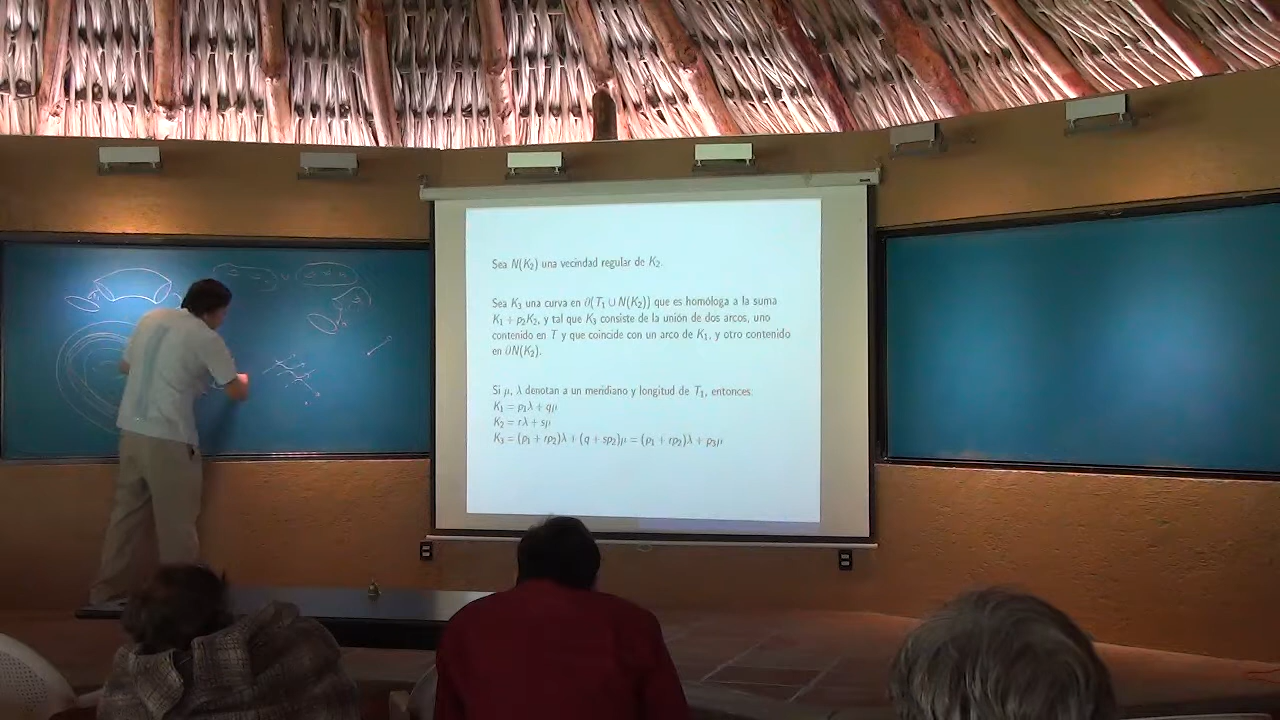 Sea N(K₂) una vecindad regular de K₂.
Sea K₃ una curva en ∂(T₁ ∪ N(K₂)) que es homóloga a la suma
K₁ + p₂K₂, y tal que K₃ consiste de la unión de dos arcos, uno
contenido en T y que coincide con un arco de K₁, y otro contenido
en ∂N(K₂).
Si μ, λ denotan a un meridiano y longitud de T₁, entonces:
K₁ = p₁λ + qμ
K₂ = rλ + sμ
K₃ = (p₁ + rp₂)λ + (q + sp₂)μ = (p₁ + rp₂)λ + p₃μ